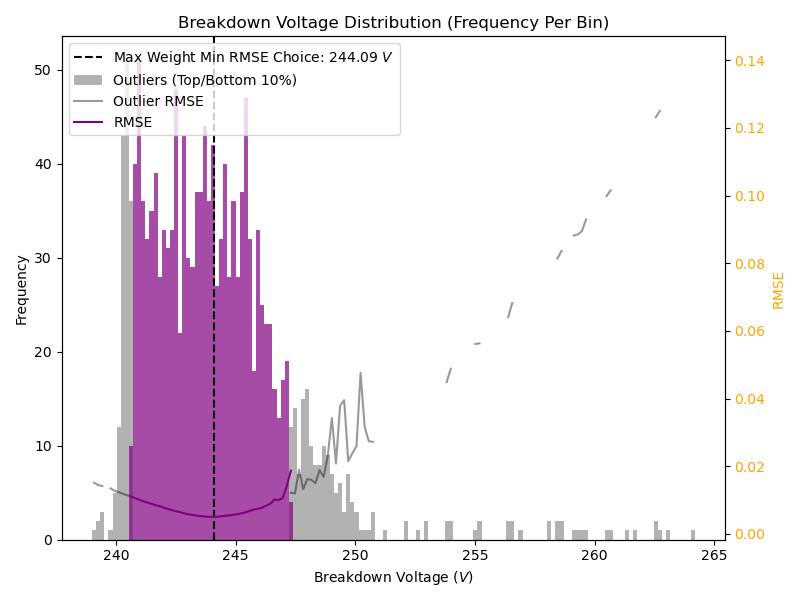 Breakdown Voltage Distribution (Frequency Per Bin)
Max Weight Min RMSE Choice: 244.09 V
Outliers (Top/Bottom 10%)
Outlier RMSE
RMSE
50
40
30
20
10
0
Frequency
0.14
0.12
0.10
0.08
0.06
0.04
0.02
0.00
RMSE
240
245
250
255
260
265
Breakdown Voltage (V)